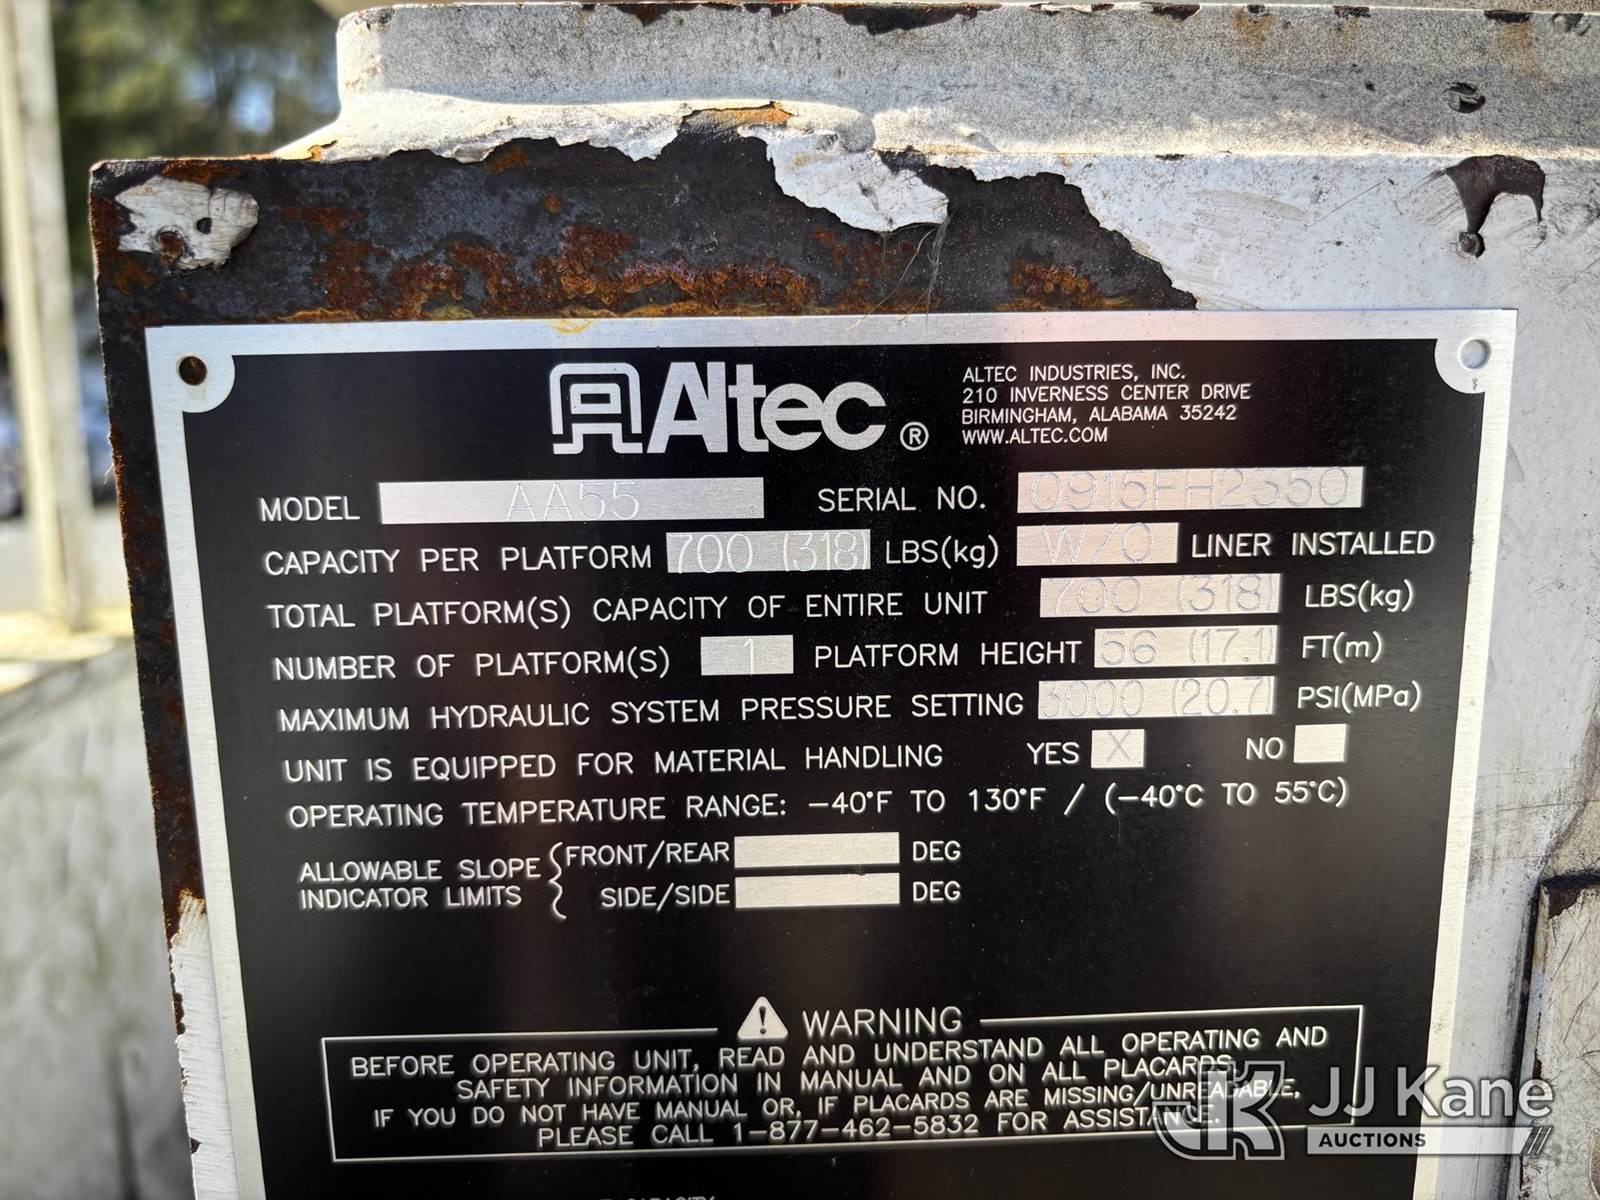 Altec®
ALTEC INDUSTRIES, INC.
210 INVERNESS CENTER DRIVE
BIRMINGHAM, ALABAMA 35242
WWW.ALTEC.COM
MODEL AA55 SERIAL NO. 0915FH2350
CAPACITY PER PLATFORM 700 (318) LBS(kg) W/O LINER INSTALLED
TOTAL PLATFORM(S) CAPACITY OF ENTIRE UNIT 700 (318) LBS(kg)
NUMBER OF PLATFORM(S) 1 PLATFORM HEIGHT 56 (17.1) FT(m)
MAXIMUM HYDRAULIC SYSTEM PRESSURE SETTING 3000 (20.7) PSI(MPa)
UNIT IS EQUIPPED FOR MATERIAL HANDLING YES X NO
OPERATING TEMPERATURE RANGE: -40°F TO 130°F / (-40°C TO 55°C)
ALLOWABLE SLOPE INDICATOR LIMITS
FRONT/REAR DEG
SIDE/SIDE DEG
WARNING
BEFORE OPERATING UNIT, READ AND UNDERSTAND ALL OPERATING AND
SAFETY INFORMATION IN MANUAL AND ON ALL PLACARDS.
IF YOU DO NOT HAVE MANUAL OR, IF PLACARDS ARE MISSING/UNREADABLE,
PLEASE CALL 1-877-462-5832 FOR ASSISTANCE.
JK JJ Kane
AUCTIONS